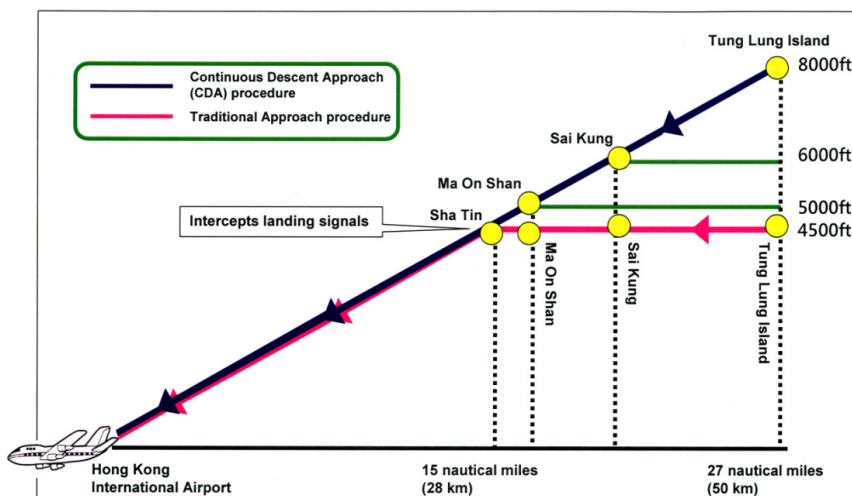 Tung Lung Island
8000ft
Continuous Descent Approach
(CDA) procedure
Traditional Approach procedure
Sai Kung
6000ft
Ma On Shan
5000ft
Intercepts landing signals
Sha Tin
4500ft
Ma On Shan
Sai Kung
Tung Lung Island
Hong Kong
International Airport
15 nautical miles
(28 km)
27 nautical miles
(50 km)